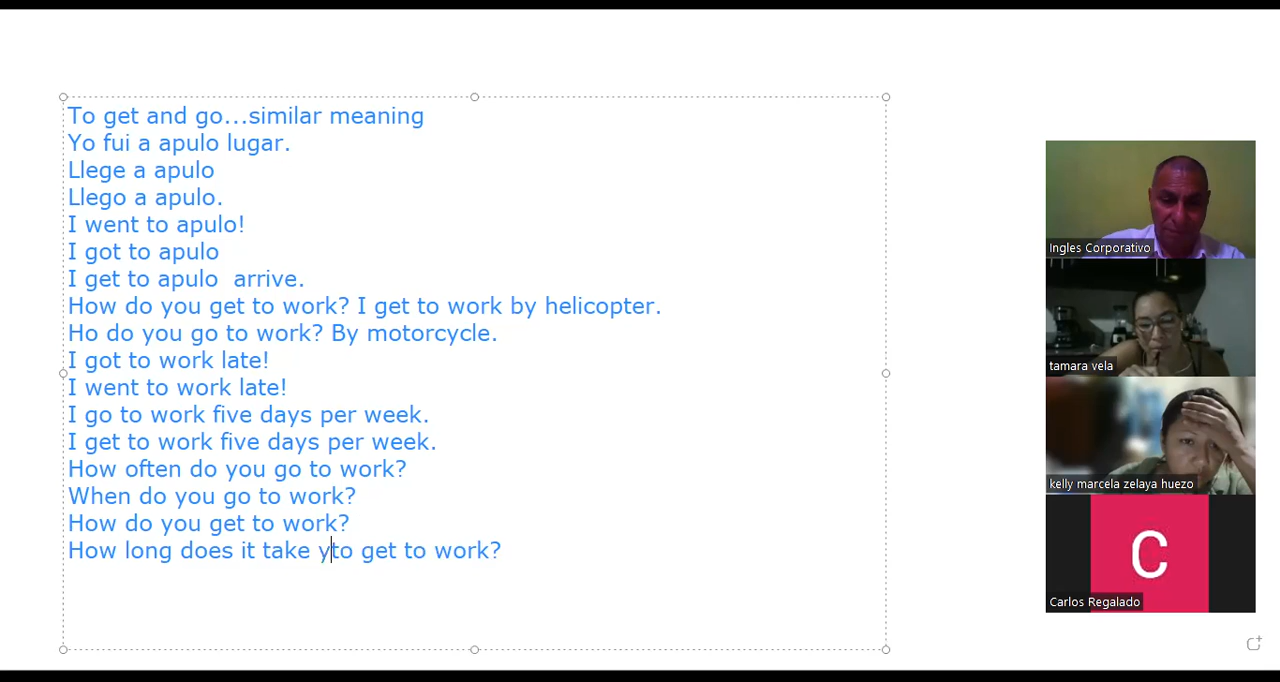 To get and go...similar meaning
Yo fui a apulo lugar.
Llege a apulo
Llego a apulo.
I went to apulo!
I got to apulo
I get to apulo  arrive.
How do you get to work? I get to work by helicopter.
Ho do you go to work? By motorcycle.
I got to work late!
I went to work late!
I go to work five days per week.
I get to work five days per week.
How often do you go to work?
When do you go to work?
How do you get to work?
How long does it take yto get to work?
Ingles Corporativo
tamara vela
kelly marcela zelaya huezo
C
Carlos Regalado